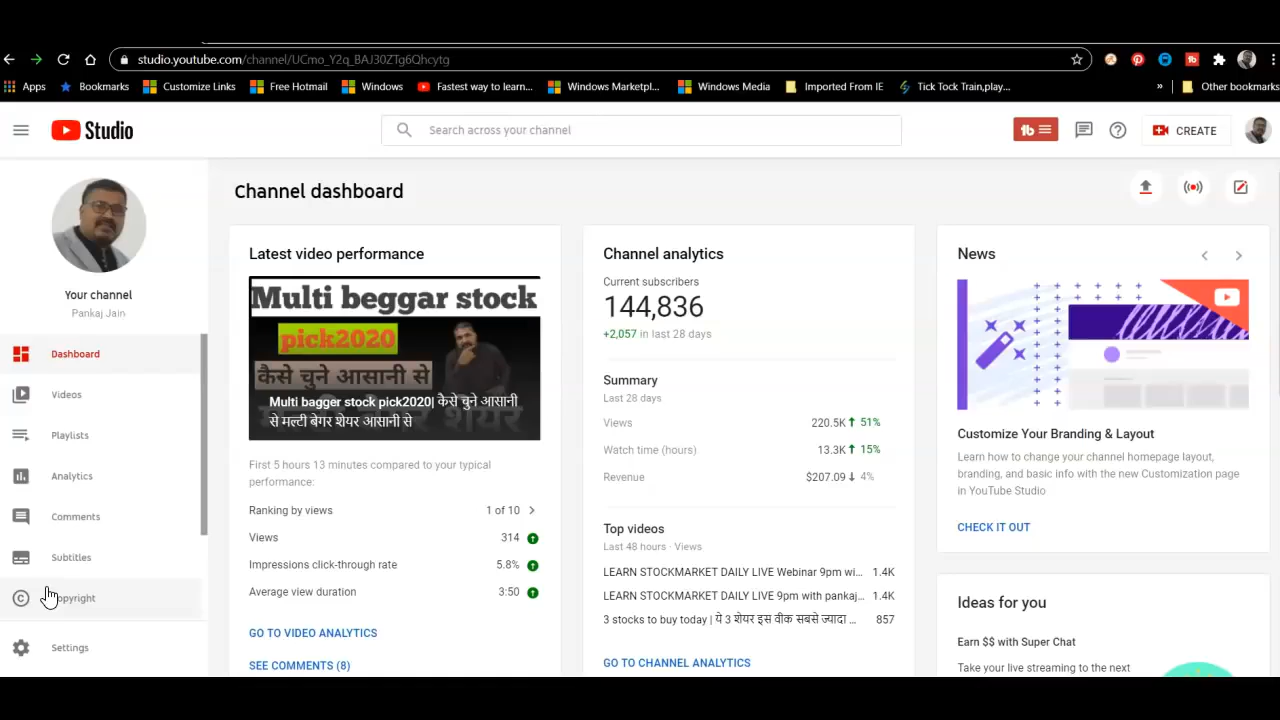 studio.youtube.com/channel/UCmo_Y2q_BAJ30ZTg6Qhcytg
Apps Bookmarks Customize Links Free Hotmail Windows Fastest way to learn... Windows Marketpl... Windows Media Imported From IE Tick Tock Train,play... » Other bookmarks
Studio
Search across your channel
tb
CREATE
Your channel
Pankaj Jain
Dashboard
Videos
Playlists
Analytics
Comments
Subtitles
Copyright
Settings
Channel dashboard
Latest video performance
Multi beggar stock
pick2020
कैसे चुने आसानी से
Multi bagger stock pick2020| कैसे चुने आसानी
से मल्टी बेगर शेयर आसानी से
First 5 hours 13 minutes compared to your typical
performance:
Ranking by views 1 of 10
Views 314
Impressions click-through rate 5.8%
Average view duration 3:50
GO TO VIDEO ANALYTICS
SEE COMMENTS (8)
Channel analytics
Current subscribers
144,836
+2,057 in last 28 days
Summary
Last 28 days
Views 220.5K 51%
Watch time (hours) 13.3K 15%
Revenue $207.09 4%
Top videos
Last 48 hours · Views
LEARN STOCKMARKET DAILY LIVE Webinar 9pm wi... 1.4K
LEARN STOCKMARKET DAILY LIVE 9pm with pankaj... 1.4K
3 stocks to buy today | ये 3 शेयर इस वीक सबसे ज्यादा ... 857
GO TO CHANNEL ANALYTICS
News
Customize Your Branding & Layout
Learn how to change your channel homepage layout,
branding, and basic info with the new Customization page
in YouTube Studio
CHECK IT OUT
Ideas for you
Earn $$ with Super Chat
Take your live streaming to the next